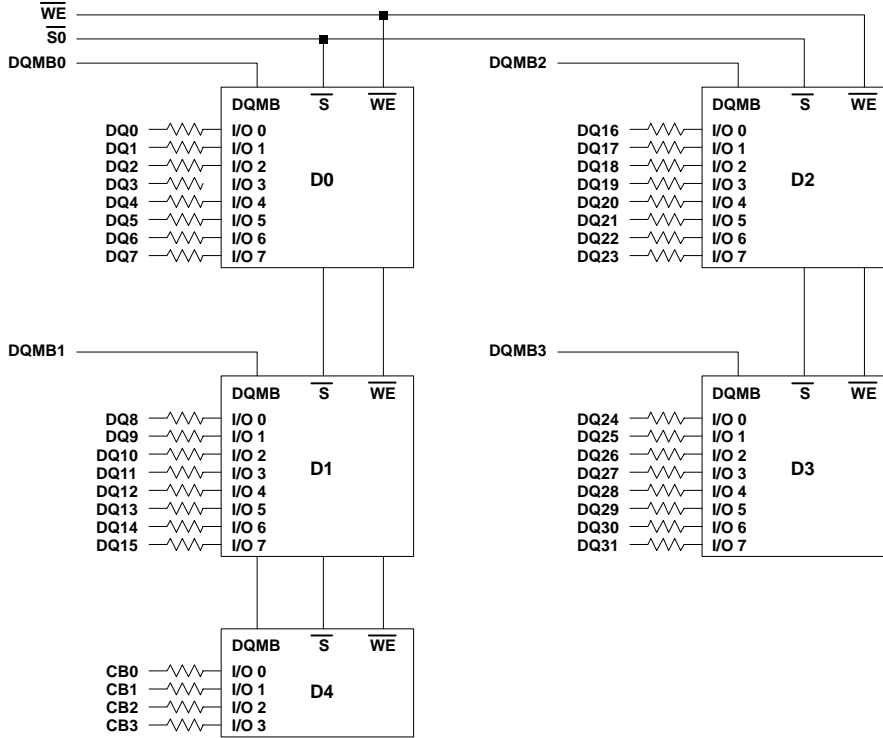 WE
S0
DQMB0
DQMB S WE
DQ0 I/O 0
DQ1 I/O 1
DQ2 I/O 2
DQ3 I/O 3
DQ4 I/O 4
DQ5 I/O 5
DQ6 I/O 6
DQ7 I/O 7
D0
DQMB2
DQMB S WE
DQ16 I/O 0
DQ17 I/O 1
DQ18 I/O 2
DQ19 I/O 3
DQ20 I/O 4
DQ21 I/O 5
DQ22 I/O 6
DQ23 I/O 7
D2
DQMB1
DQMB S WE
DQ8 I/O 0
DQ9 I/O 1
DQ10 I/O 2
DQ11 I/O 3
DQ12 I/O 4
DQ13 I/O 5
DQ14 I/O 6
DQ15 I/O 7
D1
DQMB3
DQMB S WE
DQ24 I/O 0
DQ25 I/O 1
DQ26 I/O 2
DQ27 I/O 3
DQ28 I/O 4
DQ29 I/O 5
DQ30 I/O 6
DQ31 I/O 7
D3
DQMB S WE
CB0 I/O 0
CB1 I/O 1
CB2 I/O 2
CB3 I/O 3
D4